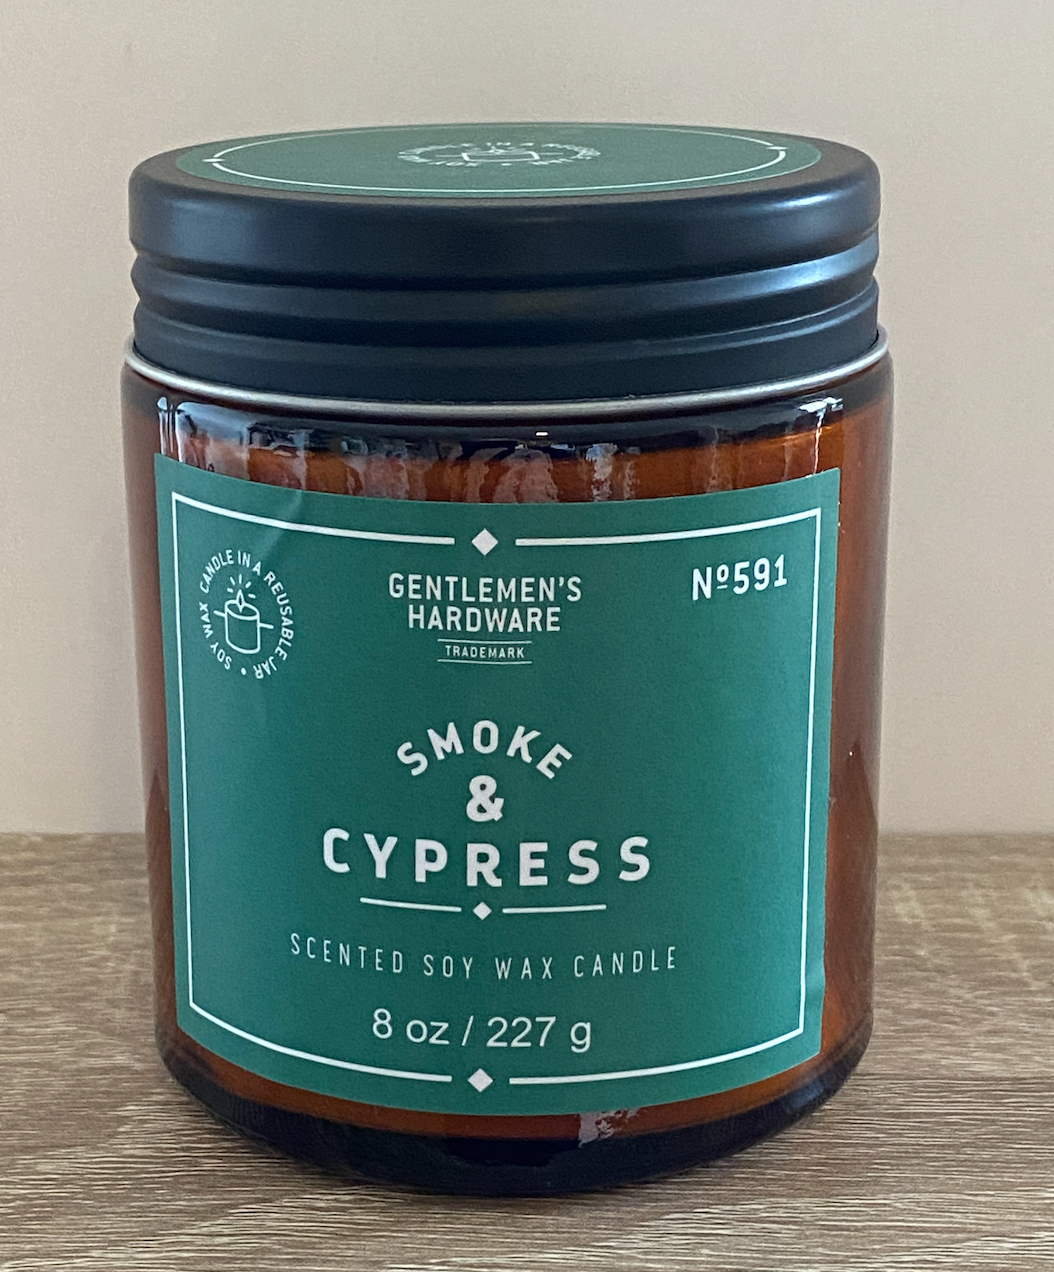 CANDLE IN A REUSABLE JAR • SOY WAX
GENTLEMEN'S
HARDWARE
TRADEMARK
Nº591
SMOKE
&
CYPRESS
SCENTED SOY WAX CANDLE
8 oz / 227 g